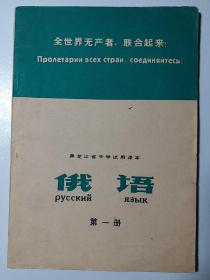 全世界无产者，联合起来！
Пролетарии всех стран, соединяйтесь!
黑龙江省中学试用课本
俄语
русский язык
第一册